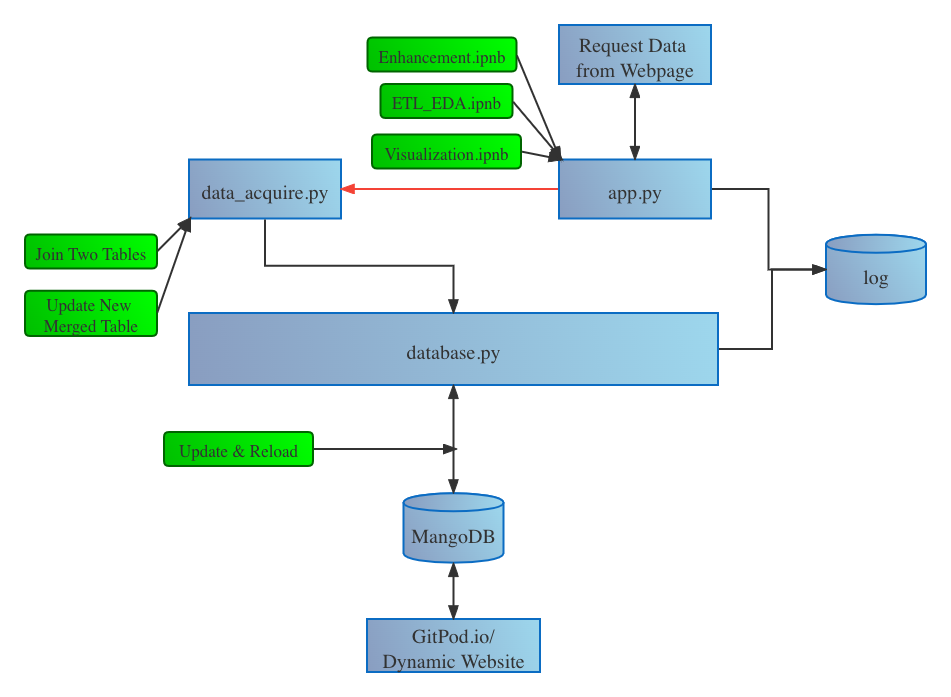 Enhancement.ipnb
Request Data
from Webpage
ETL_EDA.ipnb
Visualization.ipnb
data_acquire.py
app.py
Join Two Tables
log
Update New
Merged Table
database.py
Update & Reload
MangoDB
GitPod.io/
Dynamic Website